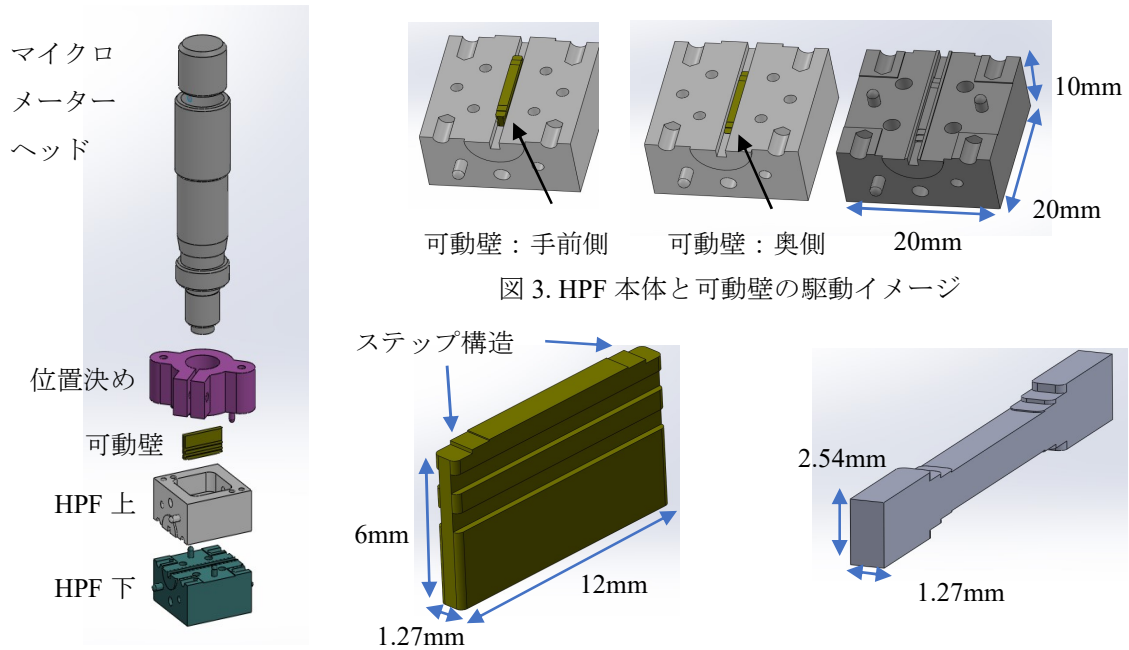 マイクロ
メーター
ヘッド
位置決め
可動壁
HPF 上
HPF 下
10mm
20mm
20mm
可動壁：手前側
可動壁：奥側
図 3. HPF 本体と可動壁の駆動イメージ
ステップ構造
6mm
12mm
1.27mm
2.54mm
1.27mm